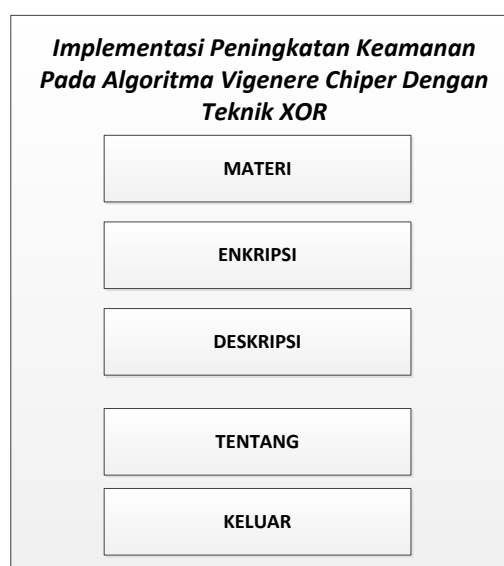 Implementasi Peningkatan Keamanan
Pada Algoritma Vigenere Chiper Dengan
Teknik XOR
MATERI
ENKRIPSI
DESKRIPSI
TENTANG
KELUAR